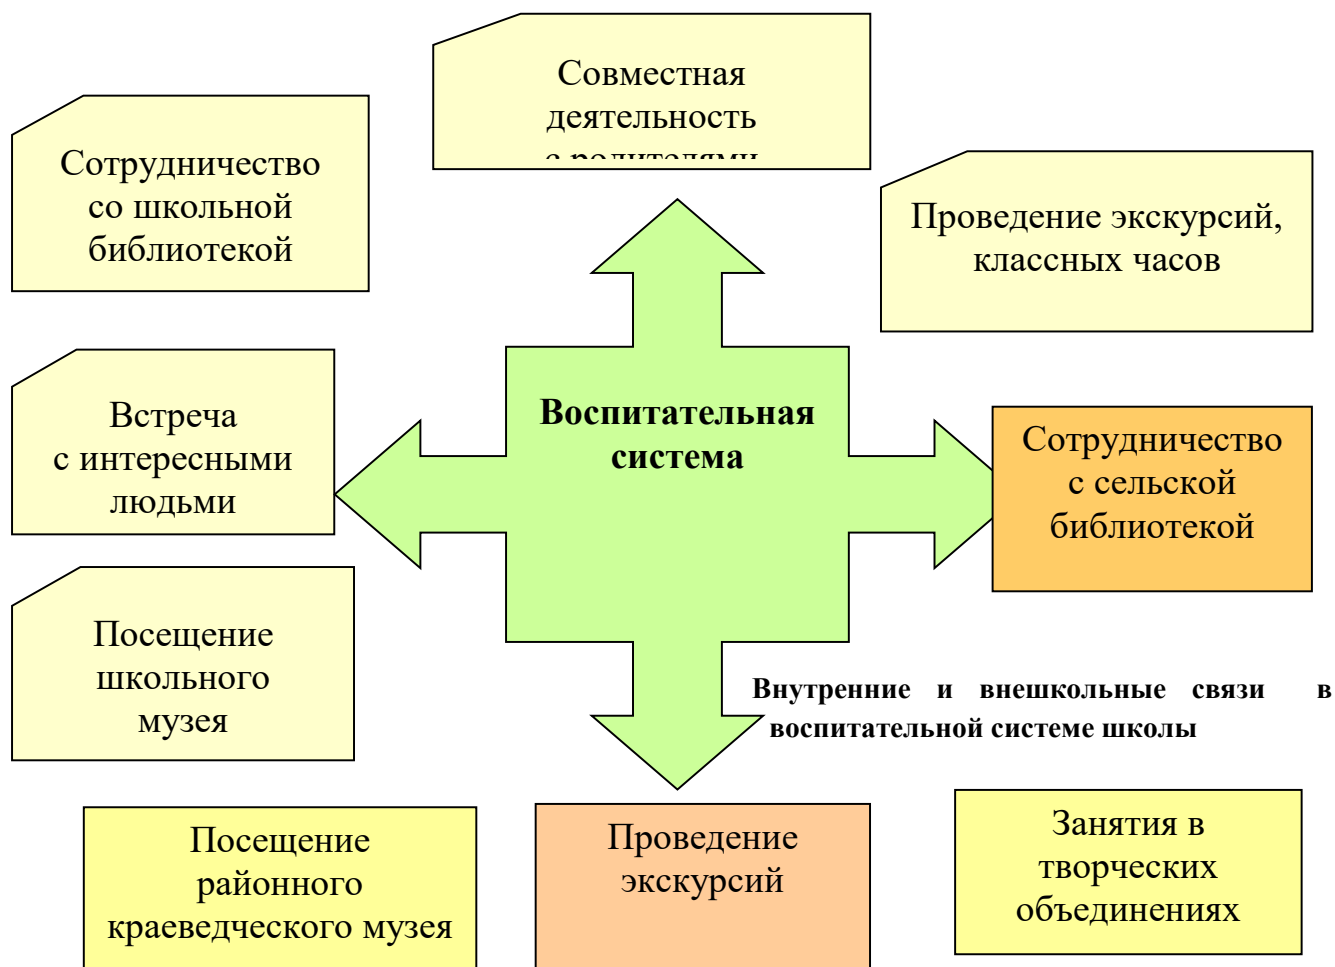 Совместная
деятельность
с родителями
Сотрудничество
со школьной
библиотекой
Проведение экскурсий,
классных часов
Встреча
с интересными
людьми
Воспитательная
система
Сотрудничество
с сельской
библиотекой
Посещение
школьного
музея
Внутренние и внешкольные связи в
воспитательной системе школы
Посещение
районного
краеведческого музея
Проведение
экскурсий
Занятия в
творческих
объединениях